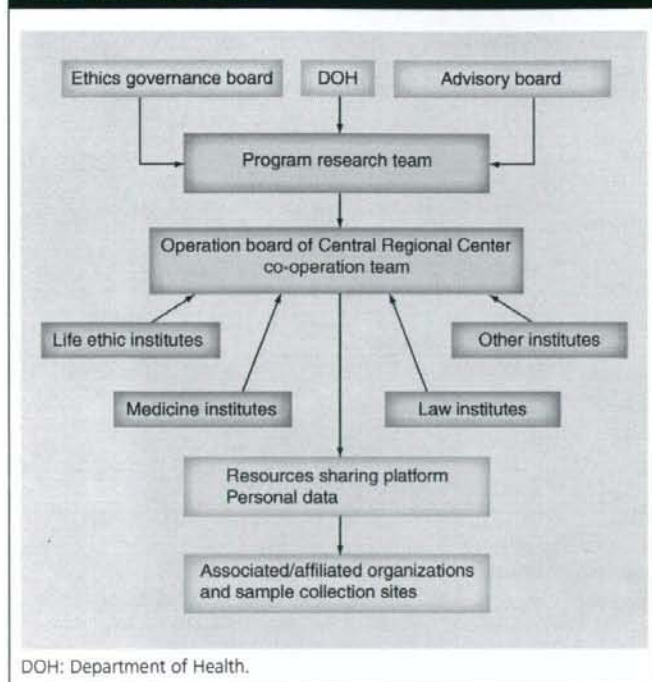 Ethics governance board
DOH
Advisory board
Program research team
Operation board of Central Regional Center
co-operation team
Life ethic institutes
Other institutes
Medicine institutes
Law institutes
Resources sharing platform
Personal data
Associated/affiliated organizations
and sample collection sites
DOH: Department of Health.